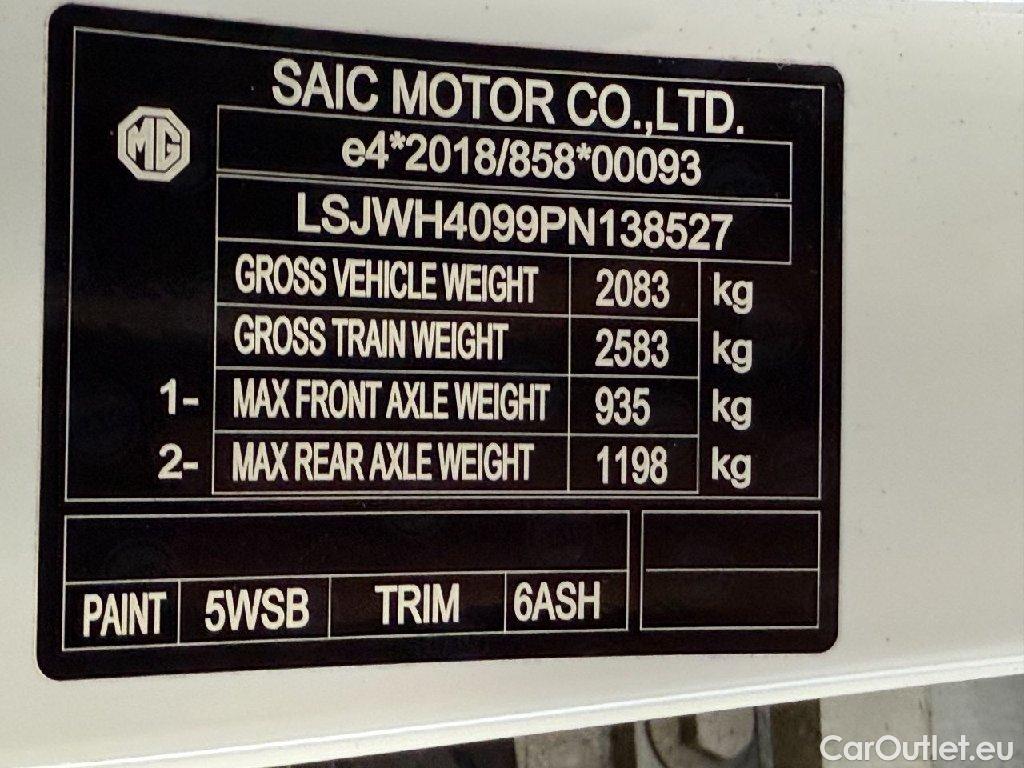 SAIC MOTOR CO.,LTD.
MG
e4*2018/858*00093
LSJWH4099PN138527
GROSS VEHICLE WEIGHT 2083 kg
GROSS TRAIN WEIGHT 2583 kg
1- MAX FRONT AXLE WEIGHT 935 kg
2- MAX REAR AXLE WEIGHT 1198 kg
PAINT 5WSB TRIM 6ASH
CarOutlet.eu